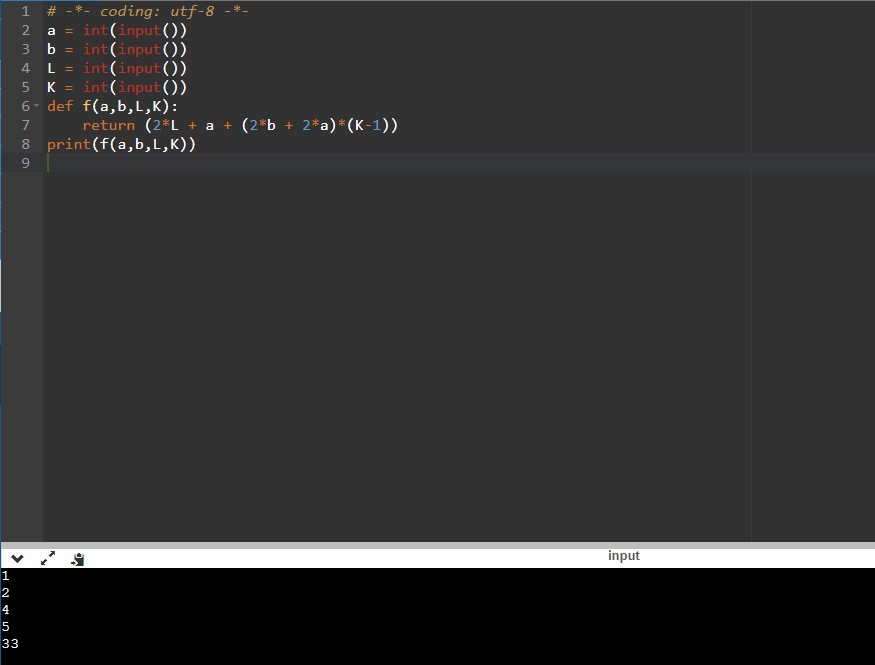 1 # -*- coding: utf-8 -*-
2 a = int(input())
3 b = int(input())
4 L = int(input())
5 K = int(input())
6 def f(a,b,L,K):
7     return (2*L + a + (2*b + 2*a)*(K-1))
8 print(f(a,b,L,K))
9
input
1
2
4
5
33